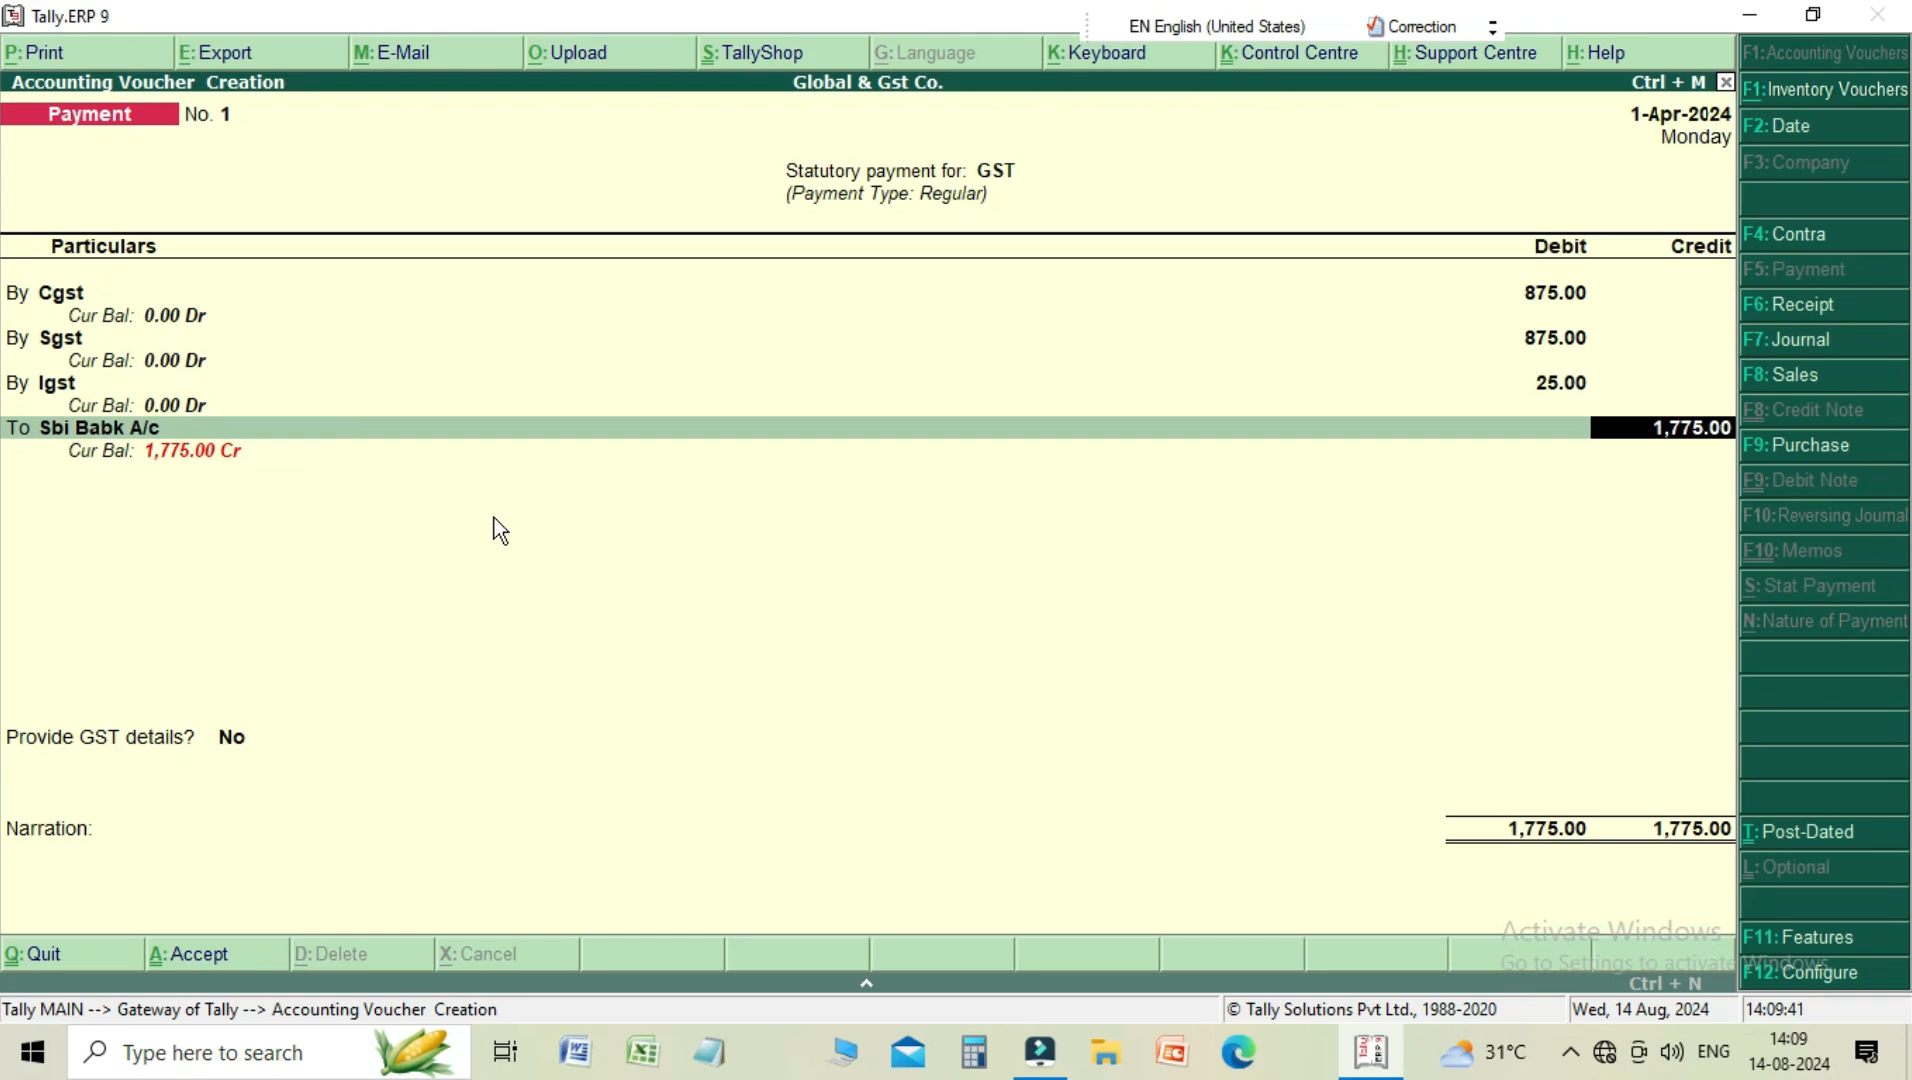 Tally.ERP 9
EN English (United States) Correction
P: Print E: Export M: E-Mail O: Upload S: TallyShop G: Language K: Keyboard K: Control Centre H: Support Centre H: Help
Accounting Voucher Creation Global & Gst Co. Ctrl + M
Payment No. 1 1-Apr-2024
Monday
Statutory payment for: GST
(Payment Type: Regular)
Particulars Debit Credit
By Cgst 875.00
Cur Bal: 0.00 Dr
By Sgst 875.00
Cur Bal: 0.00 Dr
By Igst 25.00
Cur Bal: 0.00 Dr
To Sbi Babk A/c 1,775.00
Cur Bal: 1,775.00 Cr
Provide GST details? No
Narration: 1,775.00 1,775.00
F1: Accounting Vouchers
F1: Inventory Vouchers
F2: Date
F3: Company
F4: Contra
F5: Payment
F6: Receipt
F7: Journal
F8: Sales
F8: Credit Note
F9: Purchase
F9: Debit Note
F10: Reversing Journal
F10: Memos
S: Stat Payment
N: Nature of Payment
T: Post-Dated
L: Optional
F11: Features
F12: Configure
Activate Windows
Go to Settings to activate Windows.
Q: Quit A: Accept D: Delete X: Cancel
Ctrl + N
Tally MAIN --> Gateway of Tally --> Accounting Voucher Creation © Tally Solutions Pvt Ltd., 1988-2020 Wed, 14 Aug, 2024 14:09:41
Type here to search 31°C ENG 14:09
14-08-2024